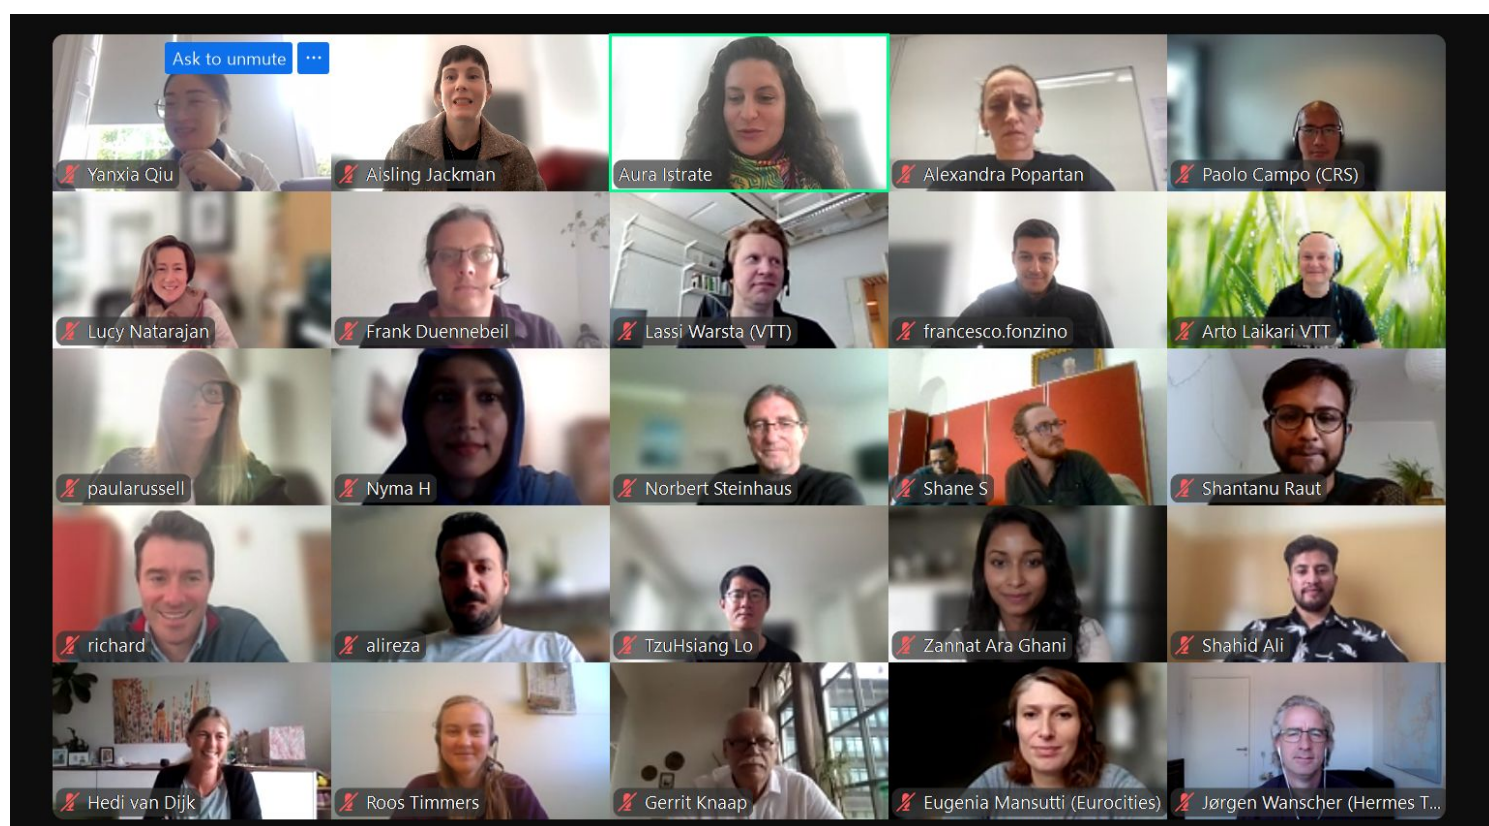 Ask to unmute ...
Yanxia Qiu
Aisling Jackman
Aura Istrate
Alexandra Popartan
Paolo Campo (CRS)
Lucy Natarajan
Frank Duennebeil
Lassi Warsta (VTT)
francesco.fonzino
Arto Laikari VTT
paularussell
Nyma H
Norbert Steinhaus
Shane S
Shantanu Raut
richard
alireza
TzuHsiang Lo
Zannat Ara Ghani
Shahid Ali
Hedi van Dijk
Roos Timmers
Gerrit Knaap
Eugenia Mansutti (Eurocities)
Jørgen Wanscher (Hermes T...